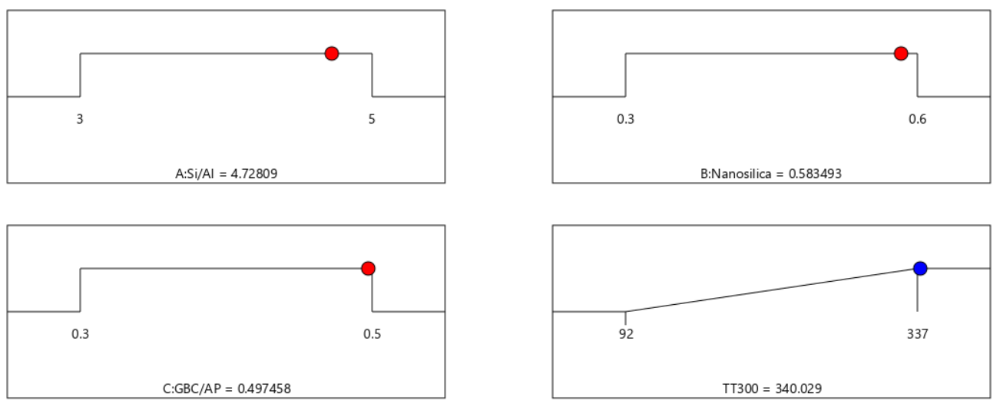 3 5
A:Si/Al = 4.72809
0.3 0.6
B:Nanosilica = 0.583493
0.3 0.5
C:GBC/AP = 0.497458
92 337
TT300 = 340.029